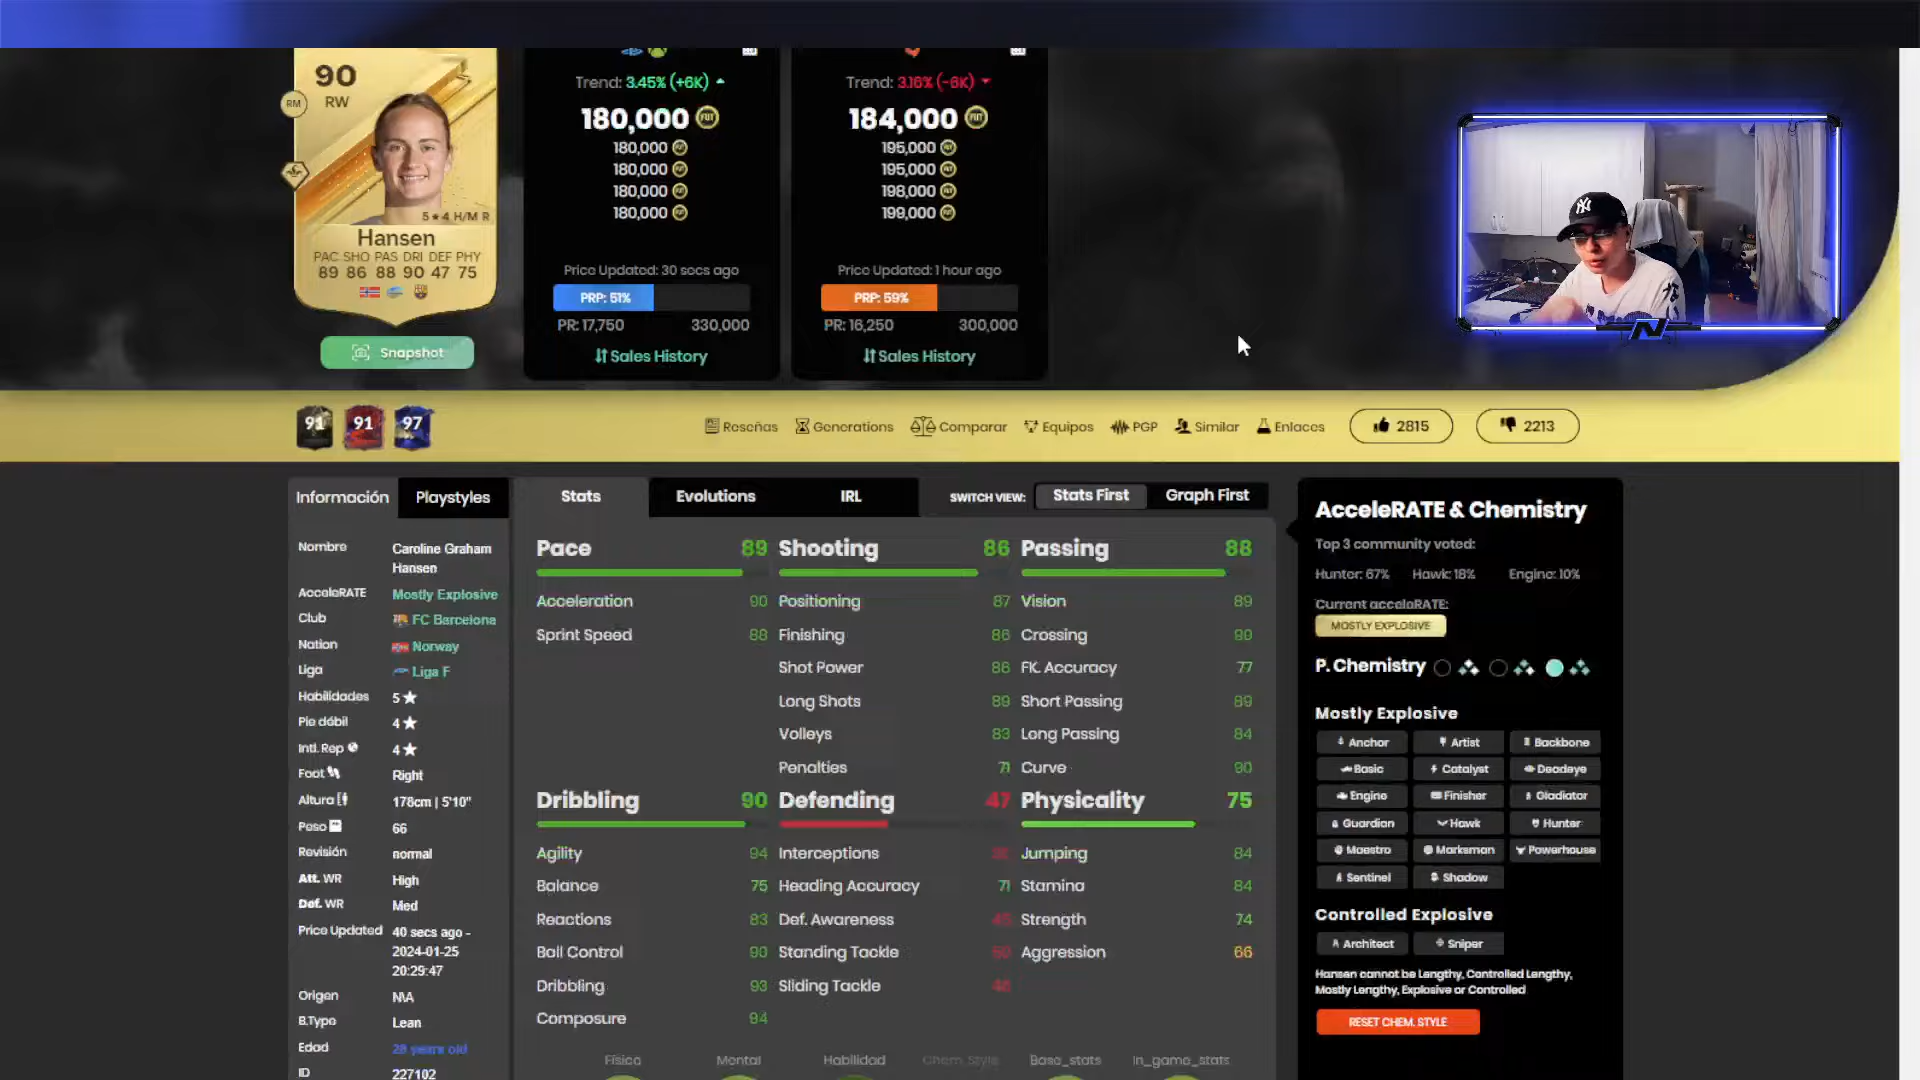 90
RW
RM
5★4 H/M R
Hansen
PAC SHO PAS DRI DEF PHY
89 86 88 90 47 75
Snapshot
Trend: 3.45% (+6K)
180,000
180,000
180,000
180,000
180,000
Price Updated: 30 secs ago
PRP: 51%
PR: 17,750 330,000
Sales History
Trend: 3.16% (-6K)
184,000
195,000
195,000
198,000
199,000
Price Updated: 1 hour ago
PRP: 59%
PR: 16,250 300,000
Sales History
NY
N
91 91 97
Reseñas Generations Comparar Equipos PGP Similar Enlaces 2815 2213
Información Playstyles
Nombre Caroline Graham Hansen
AcceleRATE Mostly Explosive
Club FC Barcelona
Nation Norway
Liga Liga F
Habilidades 5★
Pie débil 4★
Intl. Rep 4★
Foot Right
Altura 178cm | 5'10"
Peso 66
Revisión normal
Att. WR High
Def. WR Med
Price Updated 40 secs ago -
2024-01-25
20:29:47
Origen N\A
B.Type Lean
Edad 28 years old
ID 227102
Stats Evolutions IRL SWITCH VIEW: Stats First Graph First
Pace 89
Acceleration 90
Sprint Speed 88
Shooting 86
Positioning 87
Finishing 86
Shot Power 86
Long Shots 89
Volleys 83
Penalties 71
Passing 88
Vision 89
Crossing 90
FK. Accuracy 77
Short Passing 89
Long Passing 84
Curve 90
Dribbling 90
Agility 94
Balance 75
Reactions 83
Ball Control 90
Dribbling 93
Composure 84
Defending 47
Interceptions
Heading Accuracy 71
Def. Awareness
Standing Tackle
Sliding Tackle
Physicality 75
Jumping 84
Stamina 84
Strength 74
Aggression 66
Física Mental Habilidad Chem. Style Base_stats In_game_stats
AcceleRATE & Chemistry
Top 3 community voted:
Hunter: 67% Hawk: 18% Engine: 10%
Current acceleRATE:
MOSTLY EXPLOSIVE
P. Chemistry
Mostly Explosive
Anchor Artist Backbone
Basic Catalyst Deadeye
Engine Finisher Gladiator
Guardian Hawk Hunter
Maestro Marksman Powerhouse
Sentinel Shadow
Controlled Explosive
Architect Sniper
Hansen cannot be Lengthy, Controlled Lengthy,
Mostly Lengthy, Explosive or Controlled
RESET CHEM. STYLE